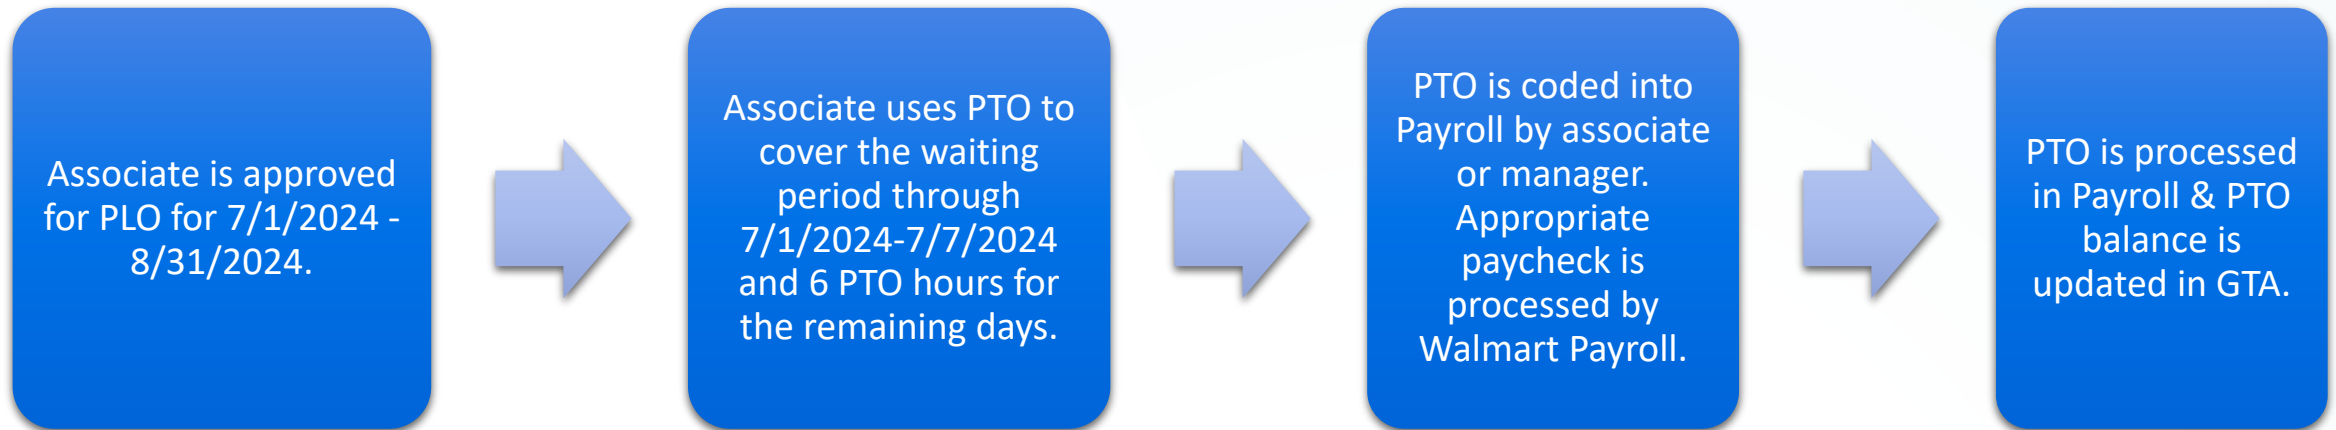 Associate is approved
for PLO for 7/1/2024 -
8/31/2024.
Associate uses PTO to
cover the waiting
period through
7/1/2024-7/7/2024
and 6 PTO hours for
the remaining days.
PTO is coded into
Payroll by associate
or manager.
Appropriate
paycheck is
processed by
Walmart Payroll.
PTO is processed
in Payroll & PTO
balance is
updated in GTA.